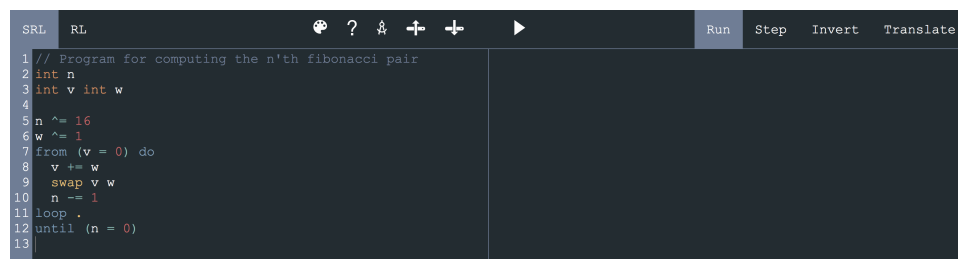 SRL RL ? Run Step Invert Translate
1 // Program for computing the n'th fibonacci pair
2 int n
3 int v int w
4
5 n ^= 16
6 w ^= 1
7 from (v = 0) do
8 v += w
9 swap v w
10 n -= 1
11 loop .
12 until (n = 0)
13